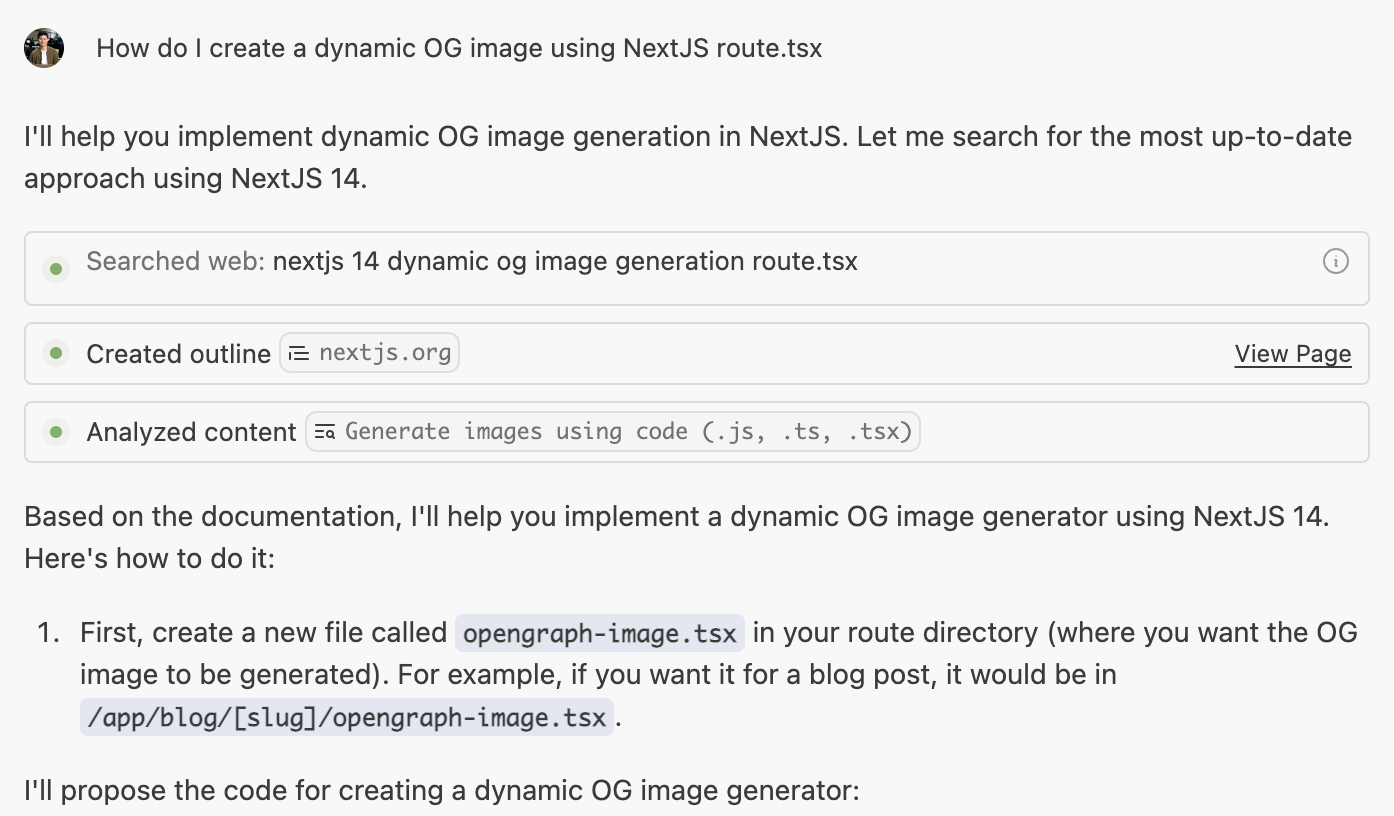 How do I create a dynamic OG image using NextJS route.tsx
I'll help you implement dynamic OG image generation in NextJS. Let me search for the most up-to-date
approach using NextJS 14.
Searched web: nextjs 14 dynamic og image generation route.tsx
Created outline nextjs.org View Page
Analyzed content Generate images using code (.js, .ts, .tsx)
Based on the documentation, I'll help you implement a dynamic OG image generator using NextJS 14.
Here's how to do it:
1. First, create a new file called opengraph-image.tsx in your route directory (where you want the OG
image to be generated). For example, if you want it for a blog post, it would be in
/app/blog/[slug]/opengraph-image.tsx.
I'll propose the code for creating a dynamic OG image generator: